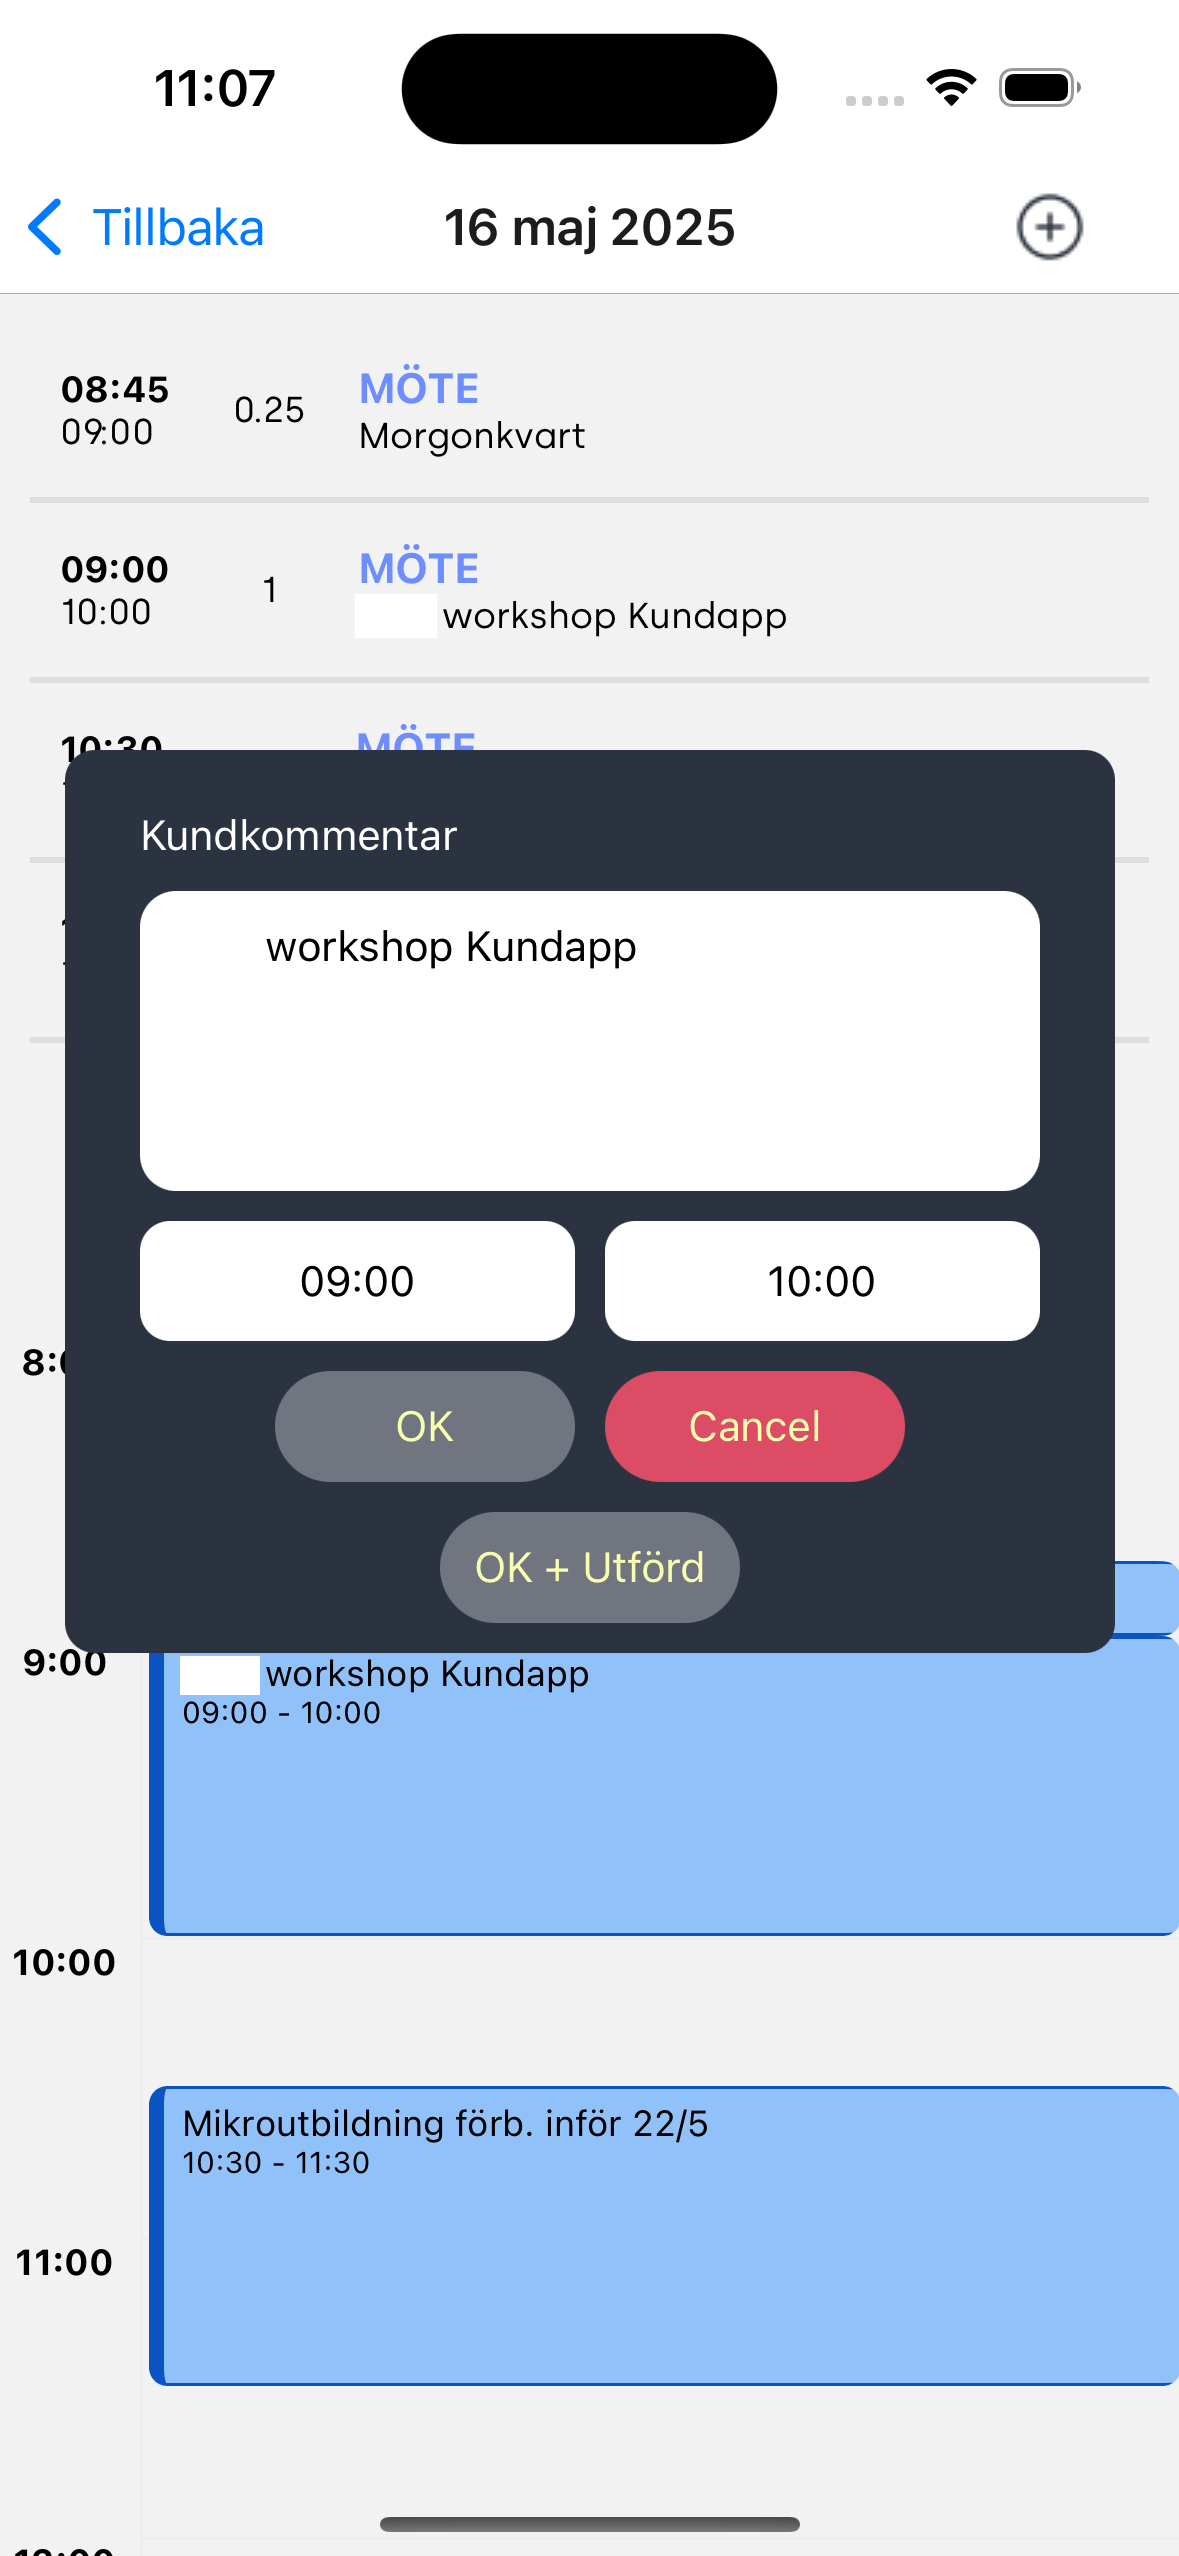 11:07
Tillbaka
16 maj 2025
08:45
09:00
0.25
MÖTE
Morgonkvart
09:00
10:00
1
MÖTE
workshop Kundapp
10:30
MÖTE
Kundkommentar
workshop Kundapp
09:00
10:00
OK
Cancel
OK + Utförd
9:00
workshop Kundapp
09:00 - 10:00
10:00
Mikroutbildning förb. inför 22/5
10:30 - 11:30
11:00